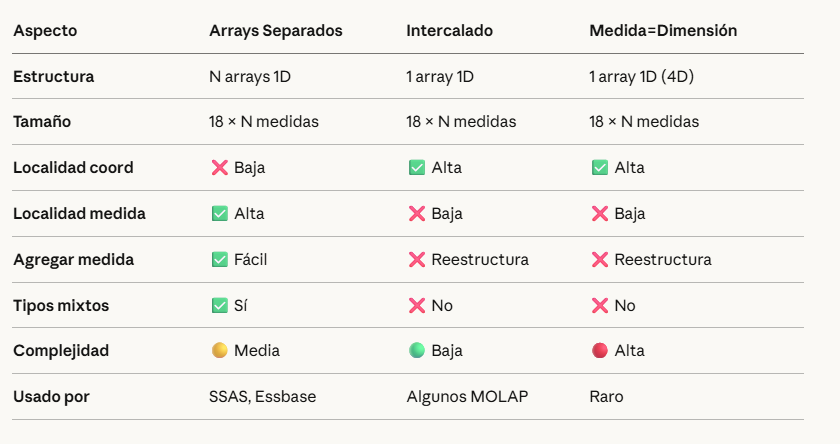 Aspecto Arrays Separados Intercalado Medida=Dimensión
Estructura N arrays 1D 1 array 1D 1 array 1D (4D)
Tamaño 18 × N medidas 18 × N medidas 18 × N medidas
Localidad coord ❌ Baja ✅ Alta ✅ Alta
Localidad medida ✅ Alta ❌ Baja ❌ Baja
Agregar medida ✅ Fácil ❌ Reestructura ❌ Reestructura
Tipos mixtos ✅ Sí ❌ No ❌ No
Complejidad 🟡 Media 🟢 Baja 🔴 Alta
Usado por SSAS, Essbase Algunos MOLAP Raro